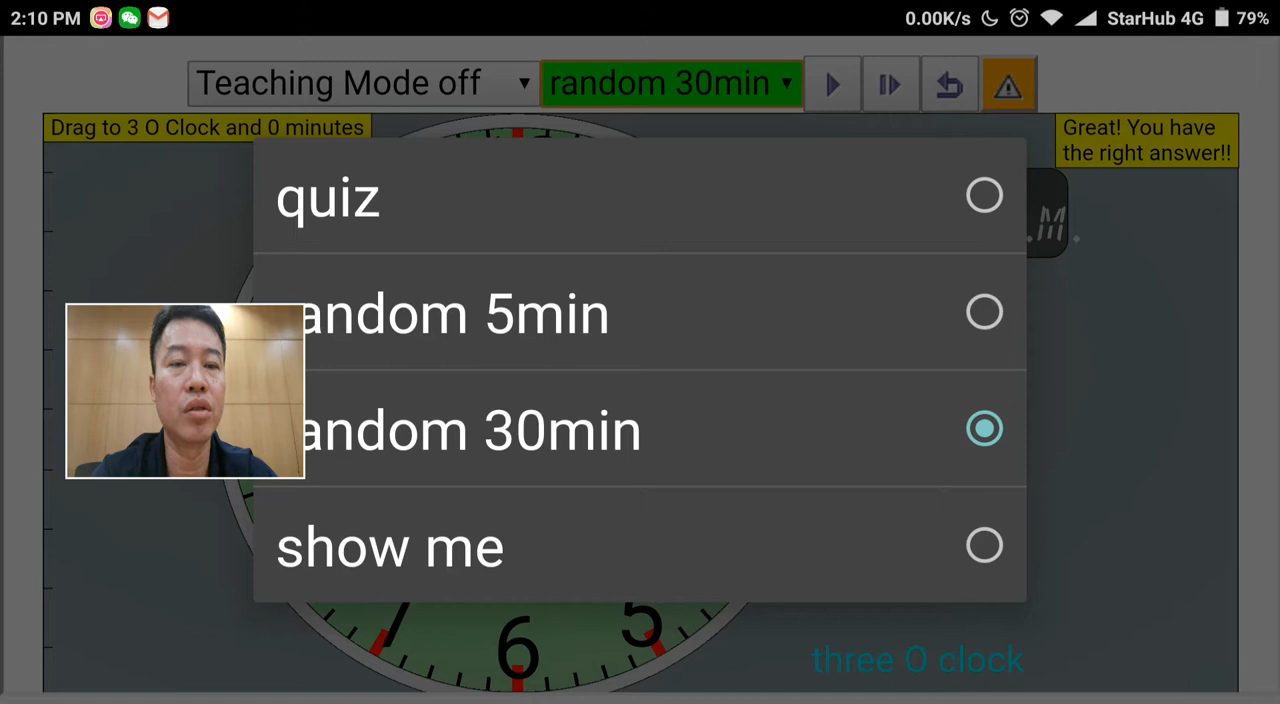 2:10 PM
0.00K/s StarHub 4G 79%
Teaching Mode off random 30min
Drag to 3 O Clock and 0 minutes
Great! You have
the right answer!!
quiz
.M.
andom 5min
andom 30min
show me
7 6 5
three O clock